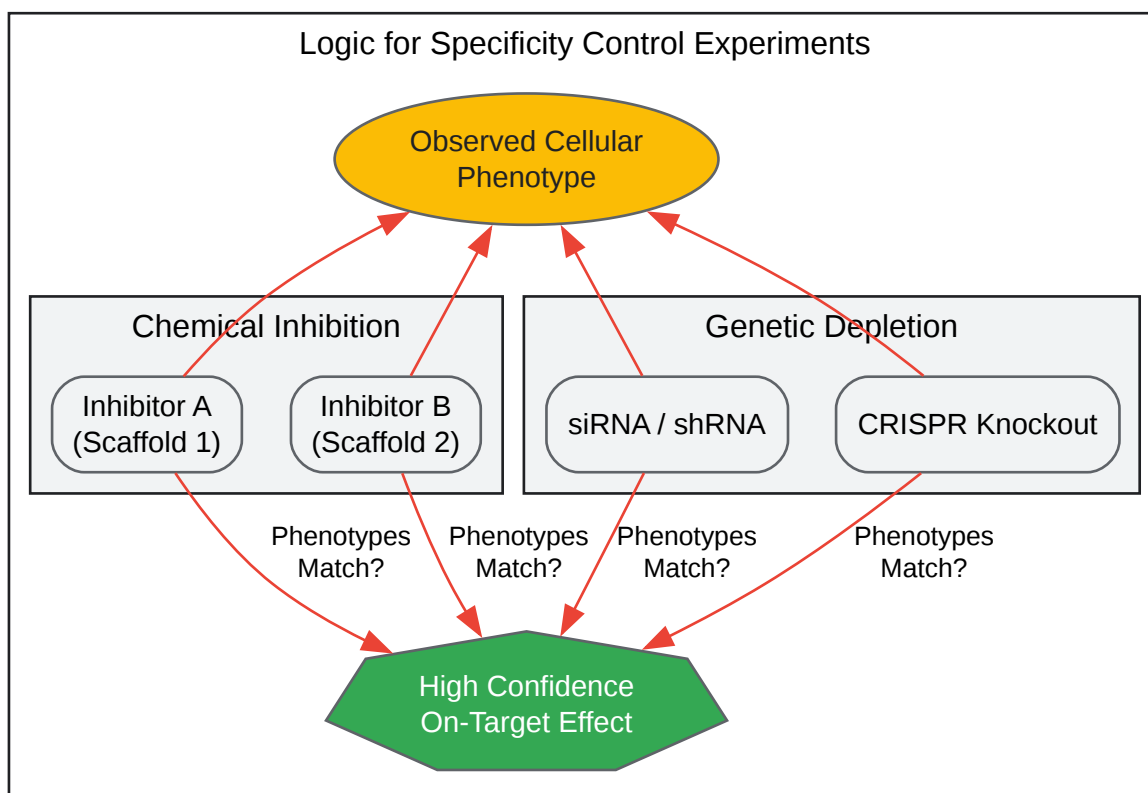 Logic for Specificity Control Experiments
Observed Cellular
Phenotype
Chemical Inhibition
Genetic Depletion
Inhibitor A
(Scaffold 1)
Inhibitor B
(Scaffold 2)
siRNA / shRNA
CRISPR Knockout
Phenotypes
Match?
Phenotypes
Match?
Phenotypes
Match?
Phenotypes
Match?
High Confidence
On-Target Effect